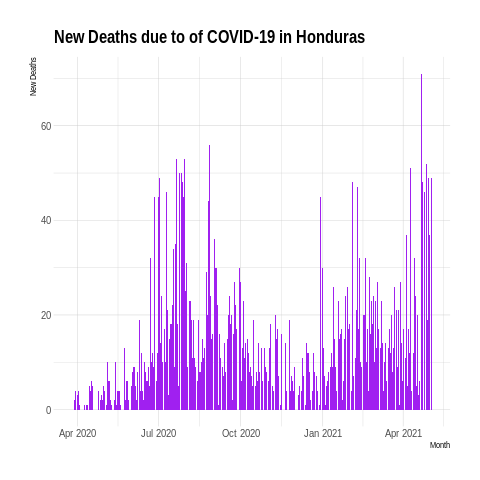 New Deaths due to of COVID-19 in Honduras
New Deaths
60
40
20
0
Apr 2020 Jul 2020 Oct 2020 Jan 2021 Apr 2021
Month